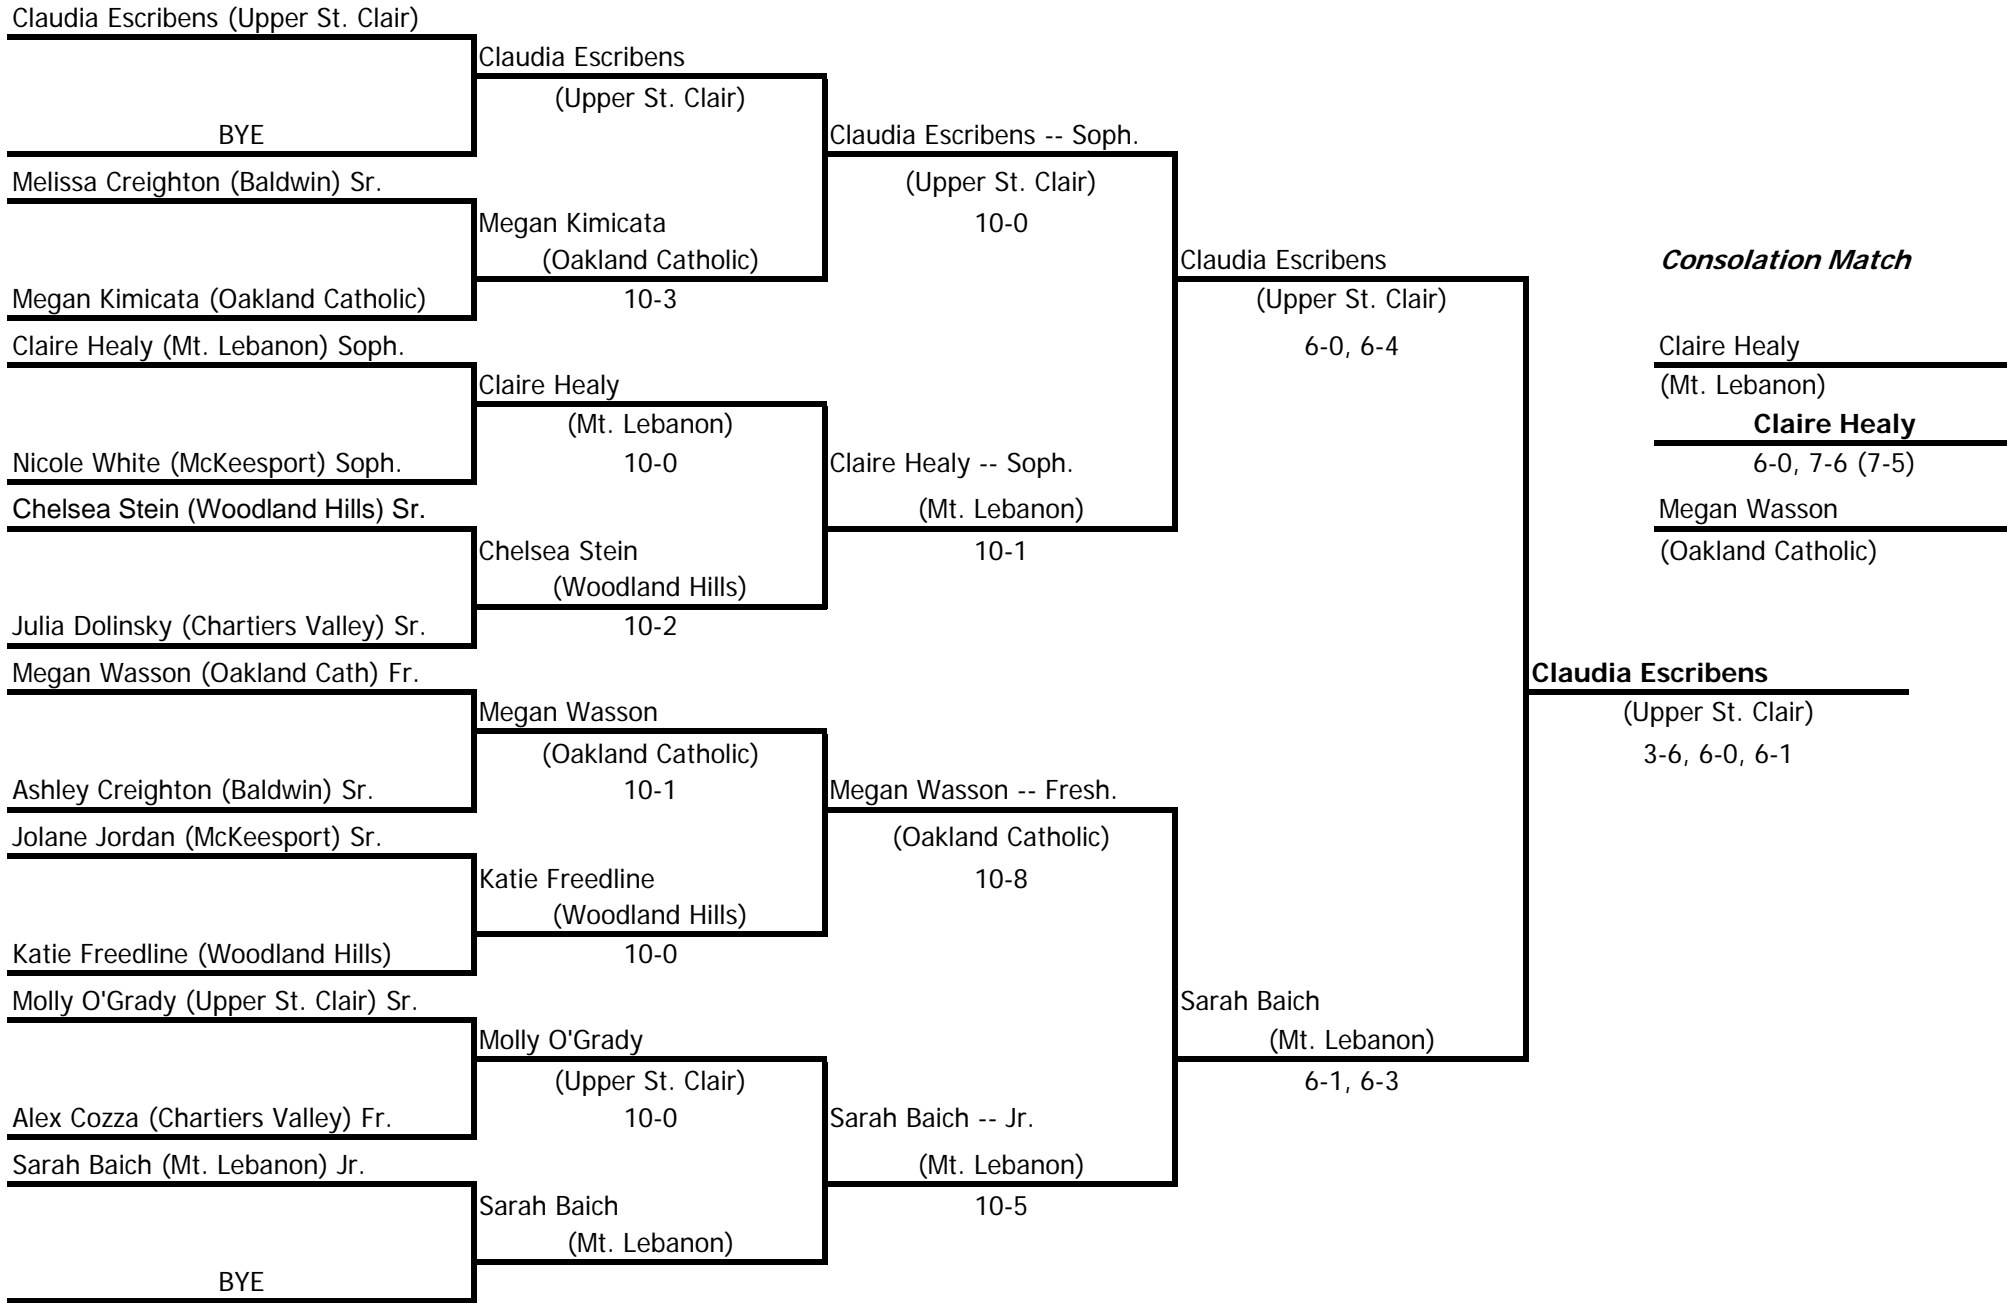 Claudia Escribens (Upper St. Clair)
BYE
Melissa Creighton (Baldwin) Sr.
Megan Kimicata (Oakland Catholic)
Claire Healy (Mt. Lebanon) Soph.
Nicole White (McKeesport) Soph.
Chelsea Stein (Woodland Hills) Sr.
Julia Dolinsky (Chartiers Valley) Sr.
Megan Wasson (Oakland Cath) Fr.
Ashley Creighton (Baldwin) Sr.
Jolane Jordan (McKeesport) Sr.
Katie Freedline (Woodland Hills)
Molly O'Grady (Upper St. Clair) Sr.
Alex Cozza (Chartiers Valley) Fr.
Sarah Baich (Mt. Lebanon) Jr.
BYE
Claudia Escribens
(Upper St. Clair)
Megan Kimicata
(Oakland Catholic)
10-3
Claire Healy
(Mt. Lebanon)
10-0
Chelsea Stein
(Woodland Hills)
10-2
Megan Wasson
(Oakland Catholic)
10-1
Katie Freedline
(Woodland Hills)
10-0
Molly O'Grady
(Upper St. Clair)
10-0
Sarah Baich
(Mt. Lebanon)
Claudia Escribens -- Soph.
(Upper St. Clair)
10-0
Claire Healy -- Soph.
(Mt. Lebanon)
10-1
Megan Wasson -- Fresh.
(Oakland Catholic)
10-8
Sarah Baich -- Jr.
(Mt. Lebanon)
10-5
Claudia Escribens
(Upper St. Clair)
6-0, 6-4
Sarah Baich
(Mt. Lebanon)
6-1, 6-3
Claudia Escribens
(Upper St. Clair)
3-6, 6-0, 6-1
Consolation Match
Claire Healy
(Mt. Lebanon)
Claire Healy
6-0, 7-6 (7-5)
Megan Wasson
(Oakland Catholic)